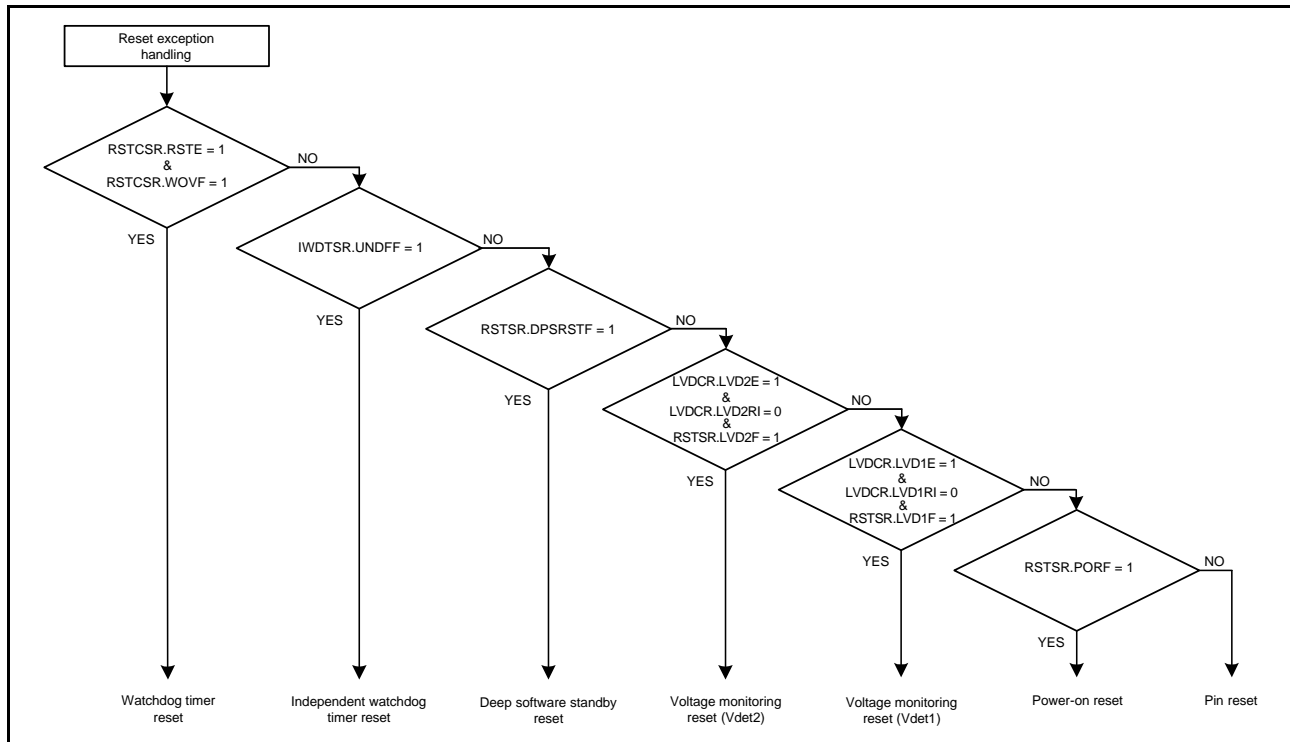 Reset exception
handling
RSTCSR.RSTE = 1
&
RSTCSR.WOVF = 1
NO
YES
IWDTSR.UNDFF = 1
NO
YES
RSTSR.DPSRSTF = 1
NO
YES
LVDCR.LVD2E = 1
&
LVDCR.LVD2RI = 0
&
RSTSR.LVD2F = 1
NO
YES
LVDCR.LVD1E = 1
&
LVDCR.LVD1RI = 0
&
RSTSR.LVD1F = 1
NO
YES
RSTSR.PORF = 1
NO
YES
Watchdog timer
reset
Independent watchdog
timer reset
Deep software standby
reset
Voltage monitoring
reset (Vdet2)
Voltage monitoring
reset (Vdet1)
Power-on reset
Pin reset